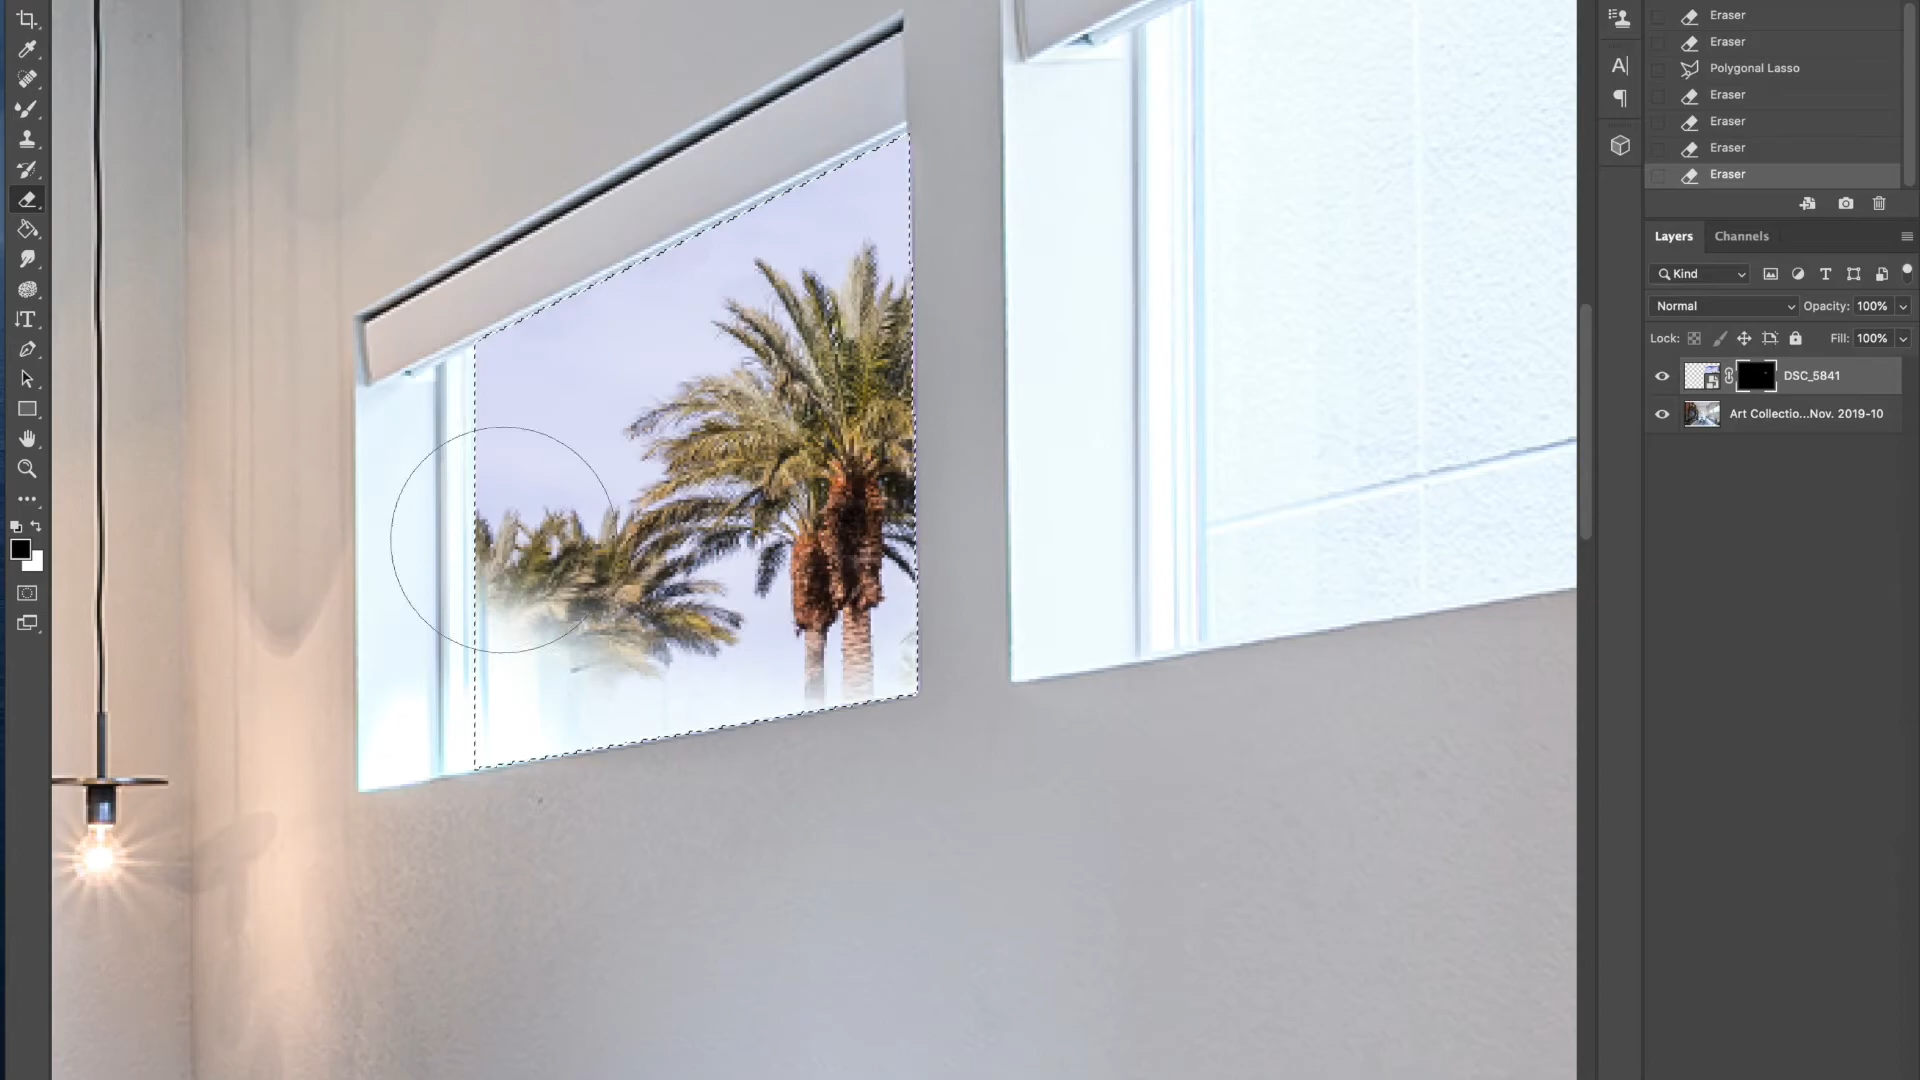 Eraser
Eraser
Polygonal Lasso
Eraser
Eraser
Eraser
Eraser
Layers Channels
Kind
Normal Opacity: 100%
Lock: Fill: 100%
DSC_5841
Art Collectio...Nov. 2019-10